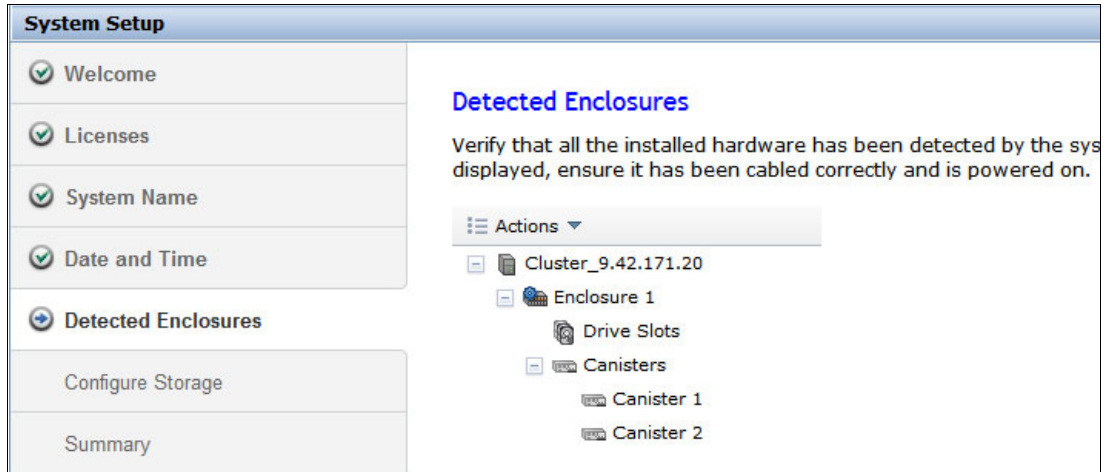 System Setup
Welcome
Licenses
System Name
Date and Time
Detected Enclosures
Configure Storage
Summary
Detected Enclosures
Verify that all the installed hardware has been detected by the sys
displayed, ensure it has been cabled correctly and is powered on.
Actions
Cluster_9.42.171.20
Enclosure 1
Drive Slots
Canisters
Canister 1
Canister 2